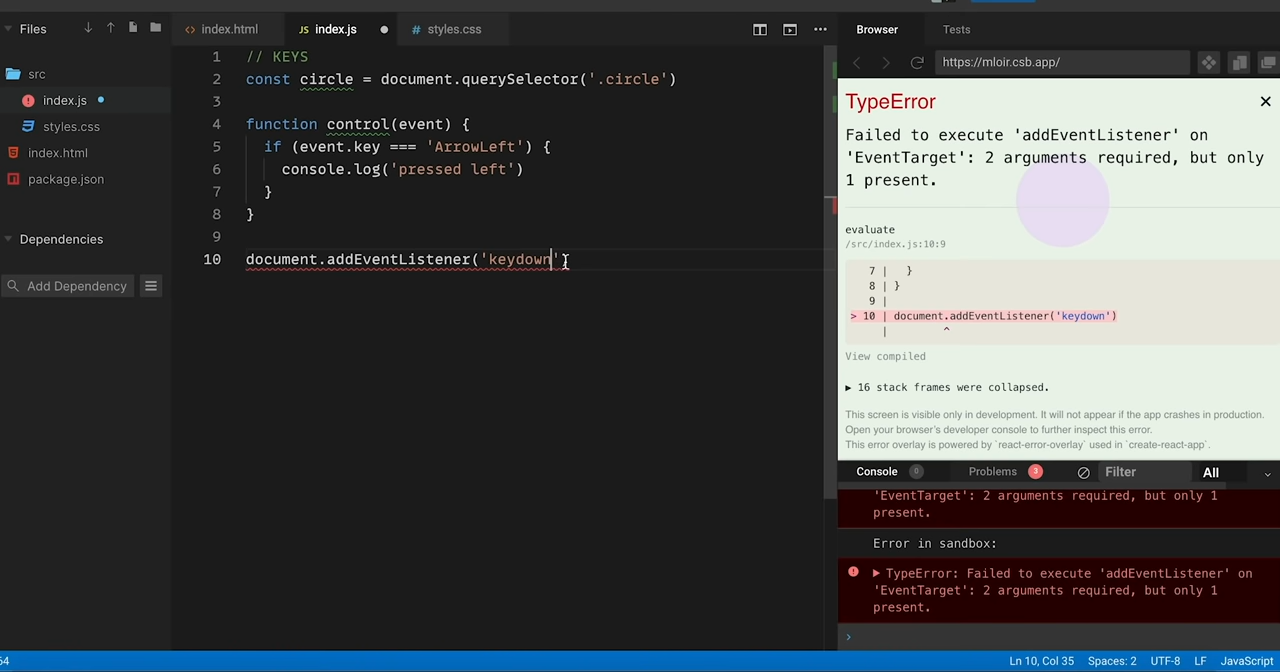 Files
src
index.js
styles.css
index.html
package.json
Dependencies
Add Dependency
<> index.html
JS index.js
# styles.css
1 // KEYS
2 const circle = document.querySelector('.circle')
3
4 function control(event) {
5 if (event.key === 'ArrowLeft') {
6 console.log('pressed left')
7 }
8 }
9
10 document.addEventListener('keydown')
Browser
Tests
https://mloir.csb.app/
TypeError
Failed to execute 'addEventListener' on
'EventTarget': 2 arguments required, but only
1 present.
evaluate
/src/index.js:10:9
7 | }
8 | }
9 |
> 10 | document.addEventListener('keydown')
| ^
View compiled
▶ 16 stack frames were collapsed.
This screen is visible only in development. It will not appear if the app crashes in production.
Open your browser's developer console to further inspect this error.
This error overlay is powered by `react-error-overlay` used in `create-react-app`.
Console 0 Problems 3 Filter All
'EventTarget': 2 arguments required, but only 1
present.
Error in sandbox:
▶ TypeError: Failed to execute 'addEventListener' on
'EventTarget': 2 arguments required, but only 1
present.
›
64
Ln 10, Col 35 Spaces: 2 UTF-8 LF JavaScript